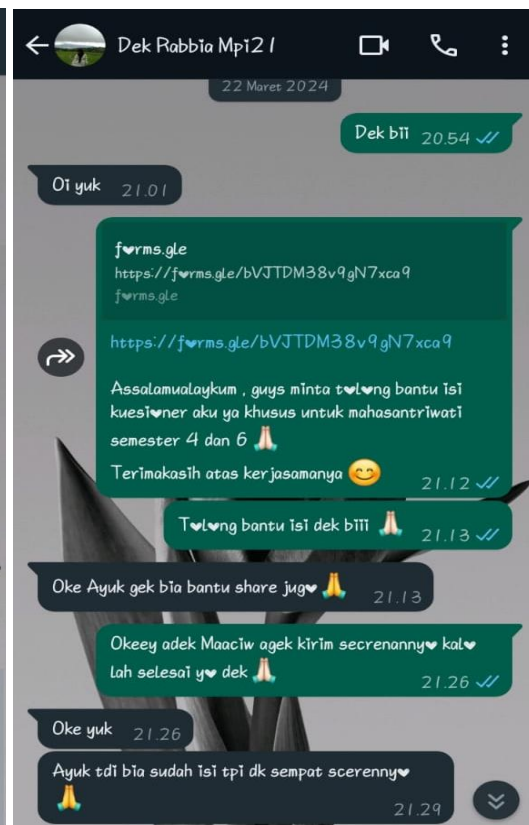 Dek Rabbia Mpi21
22 Maret 2024
Dek bii 20.54
Oi yuk 21.01
f♥rms.gle
https://f♥rms.gle/bVJTDM38v9gN7xca9
f♥rms.gle
https://f♥rms.gle/bVJTDM38v9gN7xca9
Assalamualaykum , guys minta t♥l♥ng bantu isi
kuesi♥ner aku ya khusus untuk mahasantriwati
semester 4 dan 6 🙏🏻
Terimakasih atas kerjasamanya 😊 21.12
T♥l♥ng bantu isi dek biii 🙏🏻 21.13
Oke Ayuk gek bia bantu share jug♥ 🙏 21.13
Okeey adek Maaciw agek kirim secrenanny♥ kal♥
lah selesai y♥ dek 🙏🏻 21.26
Oke yuk 21.26
Ayuk tdi bia sudah isi tpi dk sempat scerenny♥
🙏 21.29